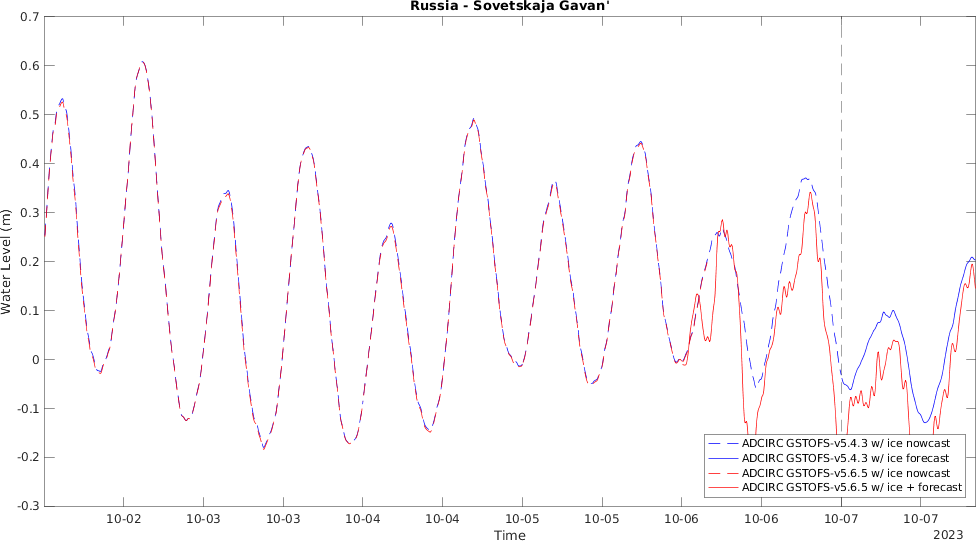 Russia - Sovetskaja Gavan'
0.7
0.6
0.5
0.4
0.3
0.2
0.1
0
-0.1
-0.2
-0.3
Water Level (m)
ADCIRC GSTOFS-v5.4.3 w/ ice nowcast
ADCIRC GSTOFS-v5.4.3 w/ ice forecast
ADCIRC GSTOFS-v5.6.5 w/ ice nowcast
ADCIRC GSTOFS-v5.6.5 w/ ice + forecast
10-02 10-03 10-03 10-04 10-04 10-05 10-05 10-06 10-06 10-07 10-07
Time
2023